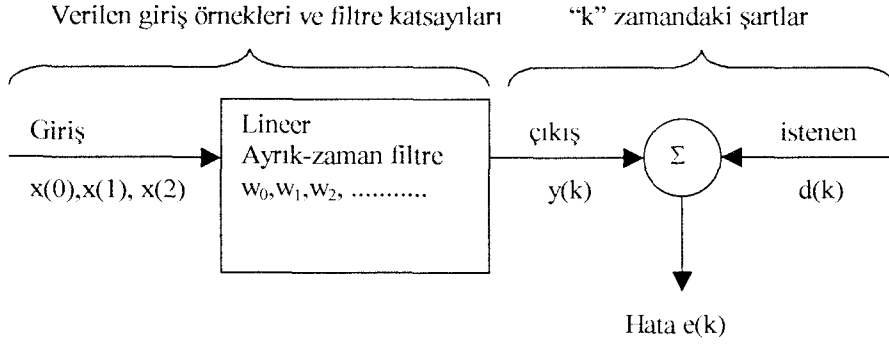 Verilen giriş örnekleri ve filtre katsayıları
“k” zamandaki şartlar
Giriş
x(0),x(1), x(2)
Lineer
Ayrık-zaman filtre
w₀,w₁,w₂, ...........
çıkış
y(k)
Σ
istenen
d(k)
Hata e(k)